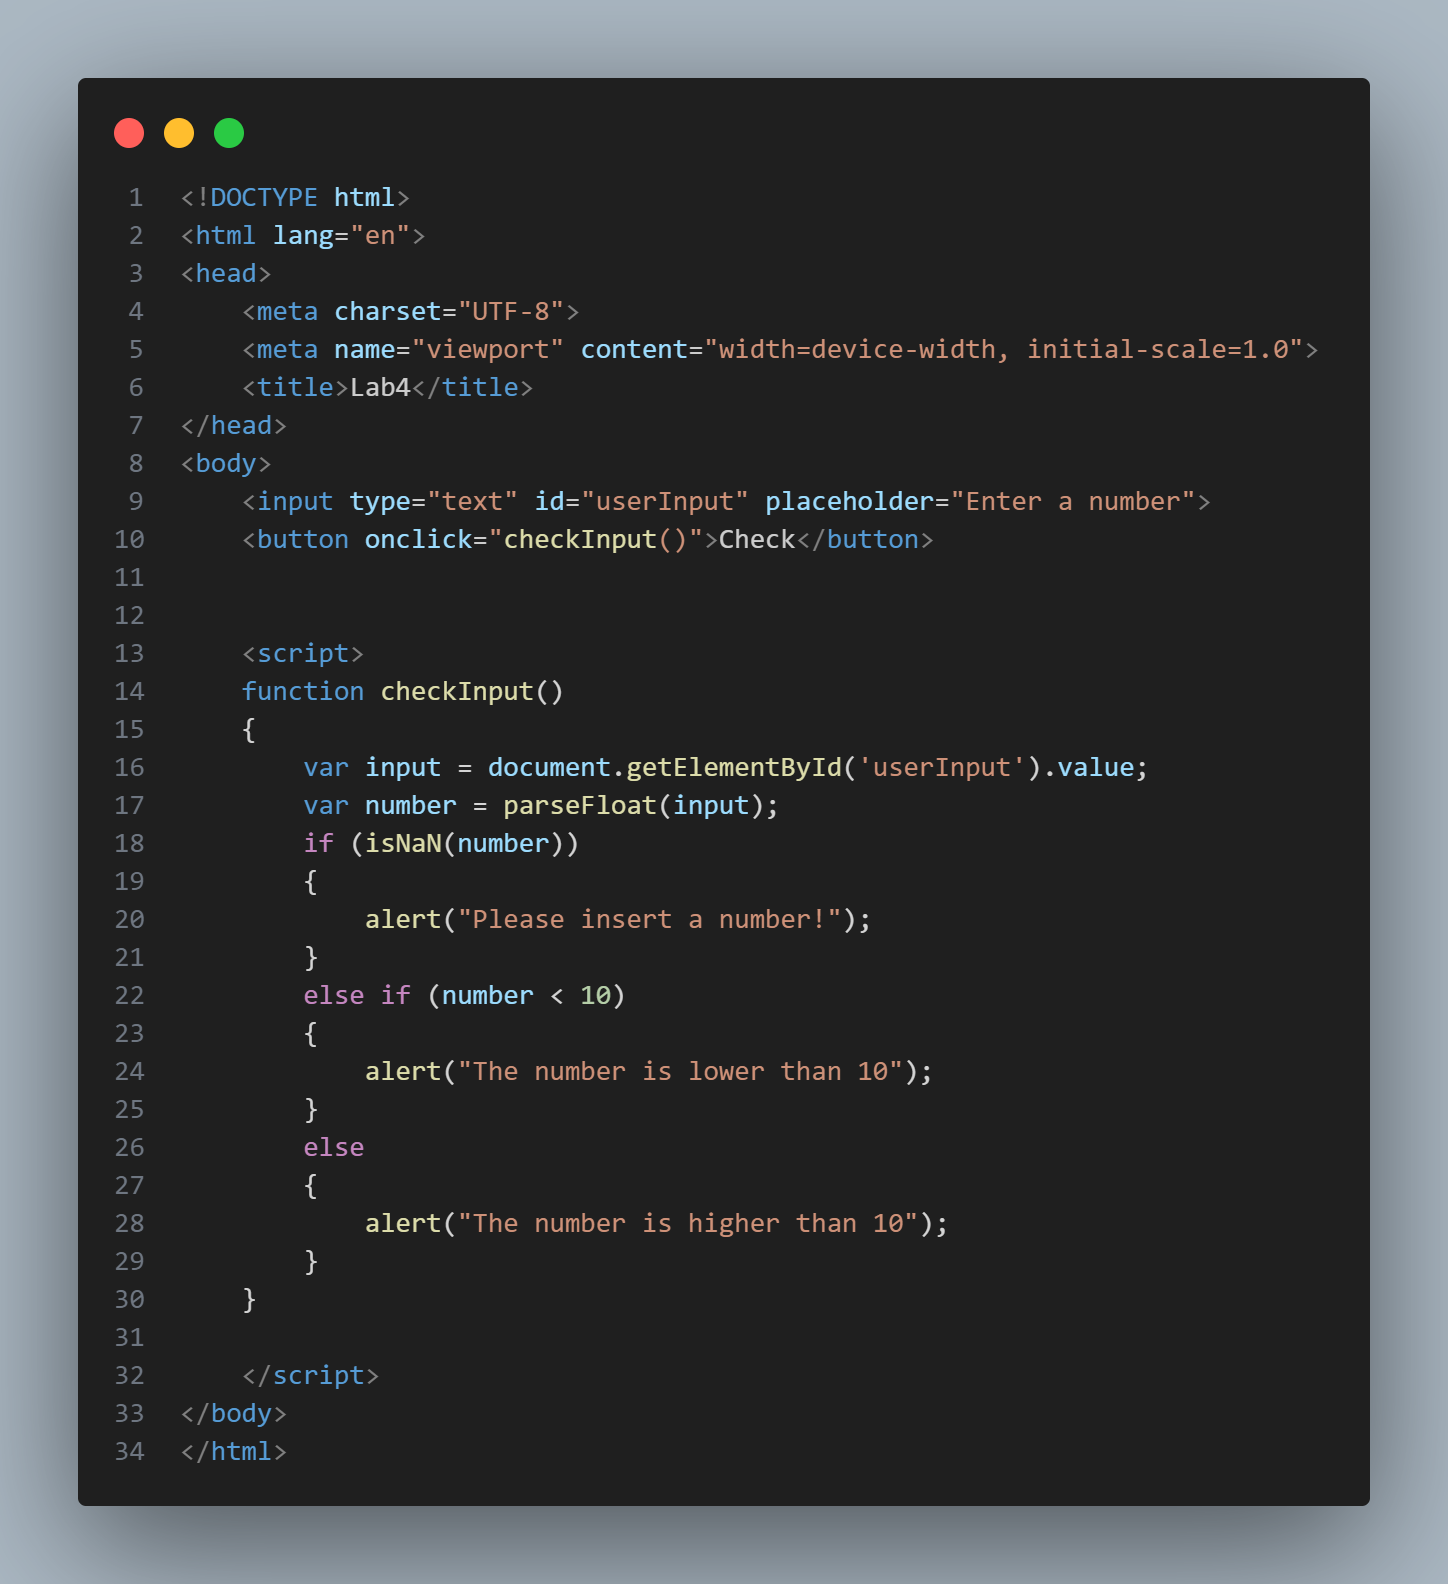 1 <!DOCTYPE html>
2 <html lang="en">
3 <head>
4     <meta charset="UTF-8">
5     <meta name="viewport" content="width=device-width, initial-scale=1.0">
6     <title>Lab4</title>
7 </head>
8 <body>
9     <input type="text" id="userInput" placeholder="Enter a number">
10     <button onclick="checkInput()">Check</button>
11
12
13     <script>
14     function checkInput()
15     {
16         var input = document.getElementById('userInput').value;
17         var number = parseFloat(input);
18         if (isNaN(number))
19         {
20             alert("Please insert a number!");
21         }
22         else if (number < 10)
23         {
24             alert("The number is lower than 10");
25         }
26         else
27         {
28             alert("The number is higher than 10");
29         }
30     }
31
32     </script>
33 </body>
34 </html>